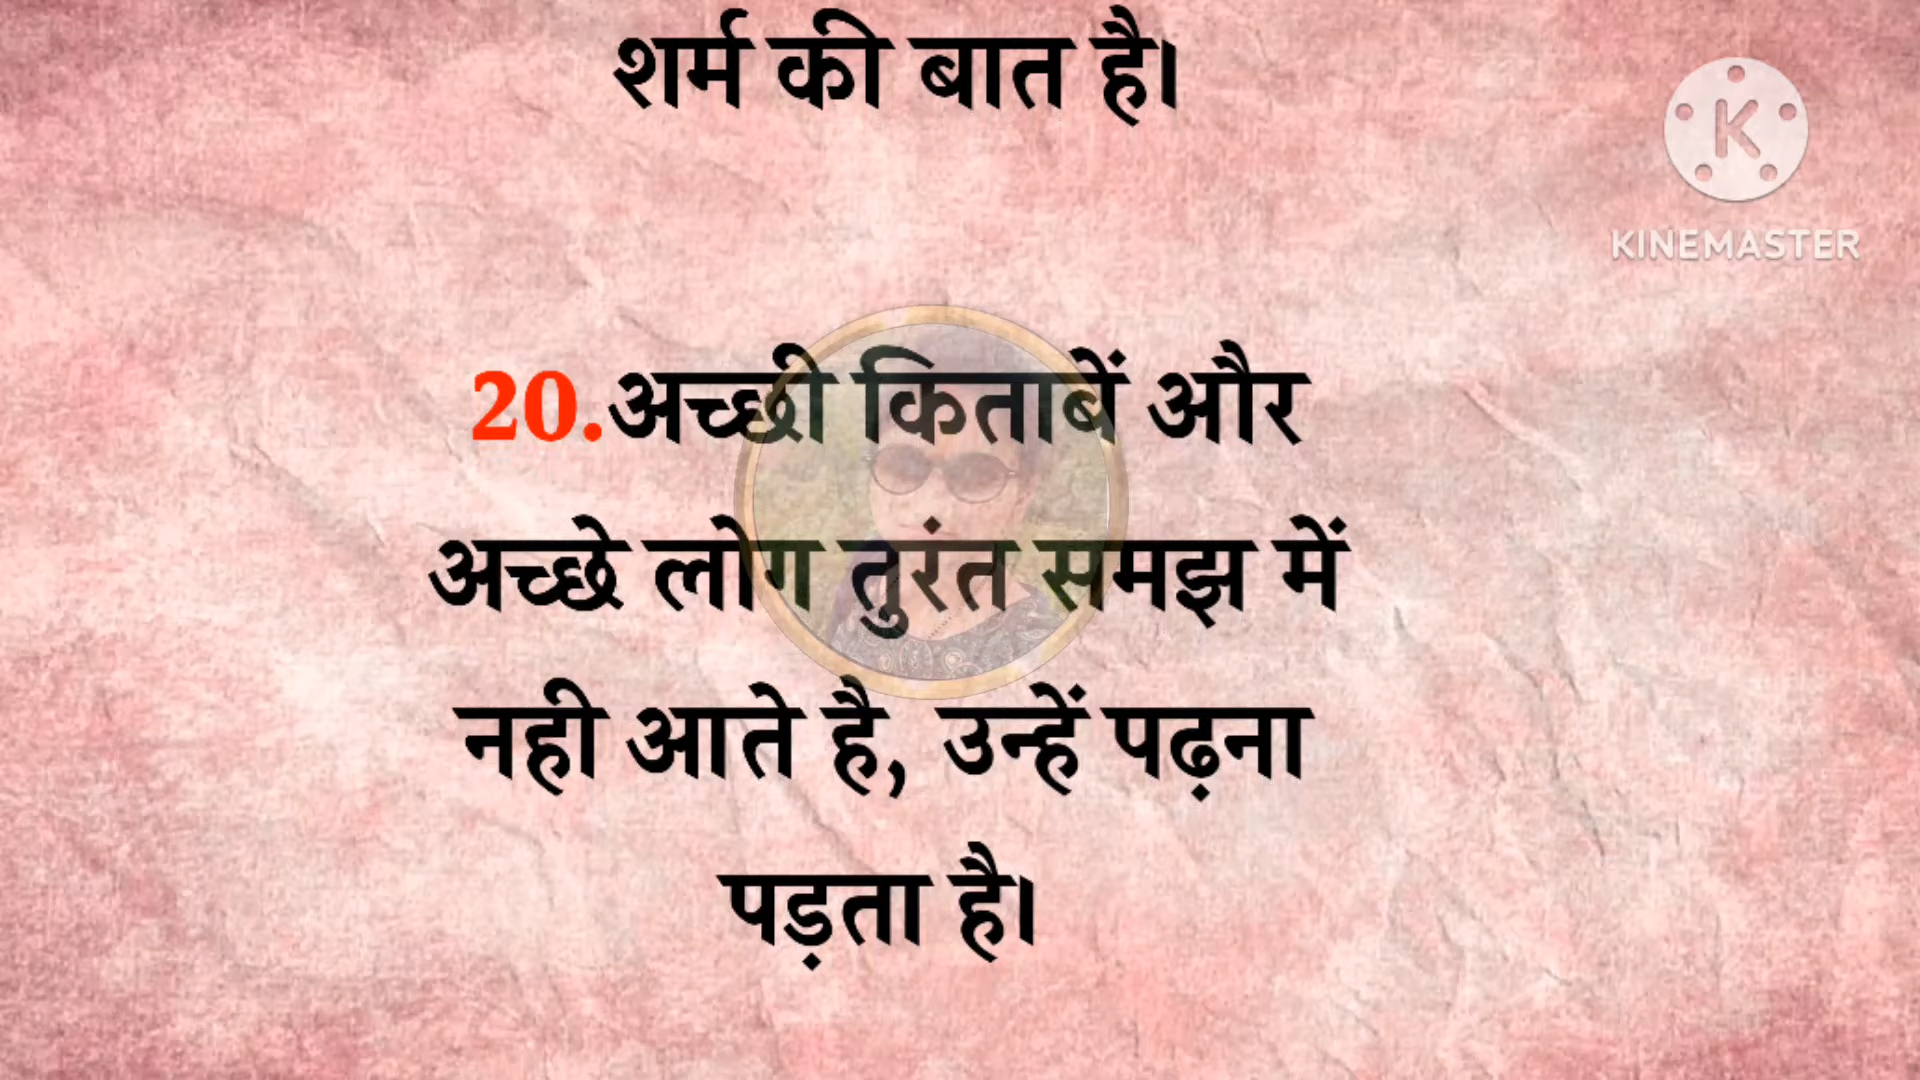 शर्म की बात है।
KINEMASTER
20.अच्छी किताबें और
अच्छे लोग तुरंत समझ में
नही आते है, उन्हें पढ़ना
पड़ता है।